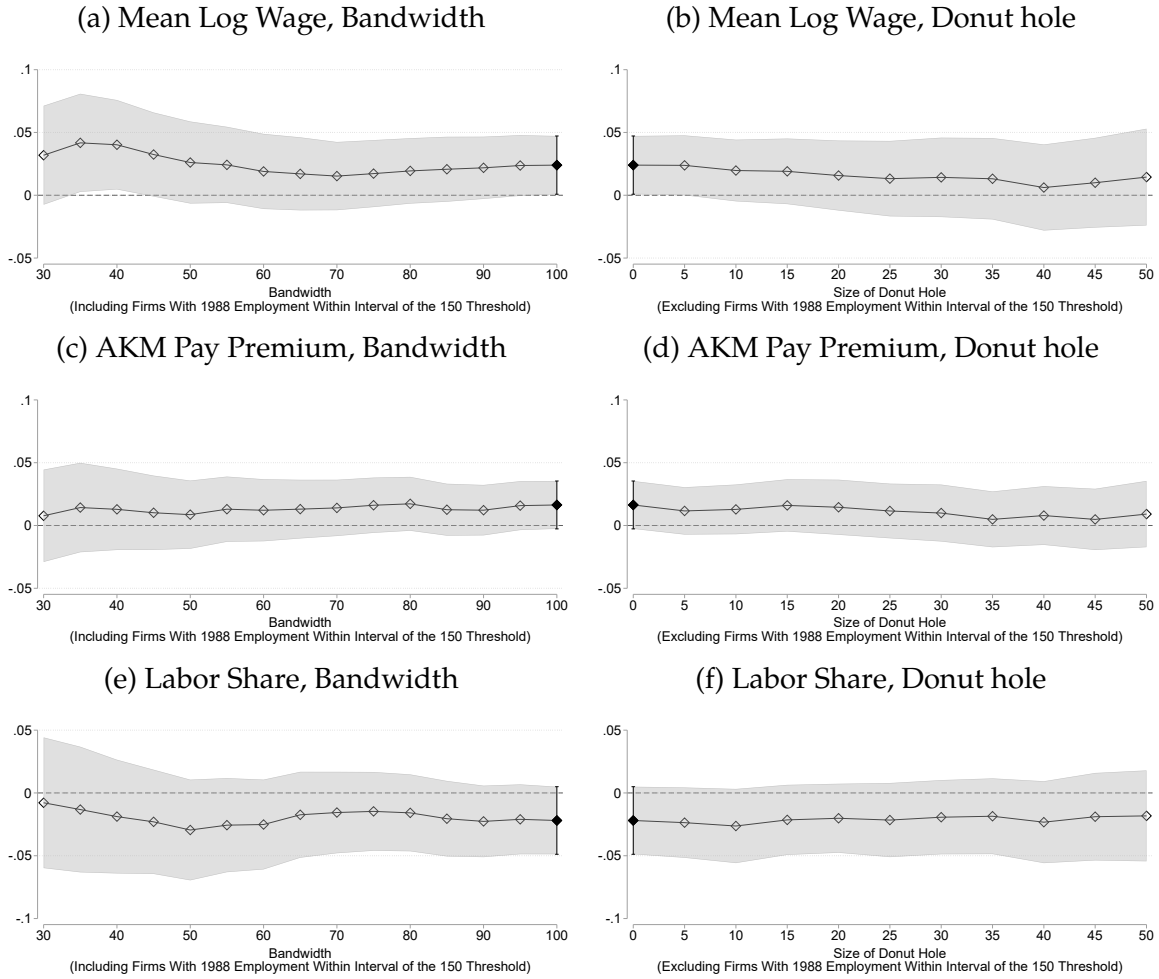 (a) Mean Log Wage, Bandwidth
.1
.05
0
-.05
30 40 50 60 70 80 90 100
Bandwidth
(Including Firms With 1988 Employment Within Interval of the 150 Threshold)
(b) Mean Log Wage, Donut hole
.1
.05
0
-.05
0 5 10 15 20 25 30 35 40 45 50
Size of Donut Hole
(Excluding Firms With 1988 Employment Within Interval of the 150 Threshold)
(c) AKM Pay Premium, Bandwidth
.1
.05
0
-.05
30 40 50 60 70 80 90 100
Bandwidth
(Including Firms With 1988 Employment Within Interval of the 150 Threshold)
(d) AKM Pay Premium, Donut hole
.1
.05
0
-.05
0 5 10 15 20 25 30 35 40 45 50
Size of Donut Hole
(Excluding Firms With 1988 Employment Within Interval of the 150 Threshold)
(e) Labor Share, Bandwidth
.05
0
-.05
-.1
30 40 50 60 70 80 90 100
Bandwidth
(Including Firms With 1988 Employment Within Interval of the 150 Threshold)
(f) Labor Share, Donut hole
.05
0
-.05
-.1
0 5 10 15 20 25 30 35 40 45 50
Size of Donut Hole
(Excluding Firms With 1988 Employment Within Interval of the 150 Threshold)